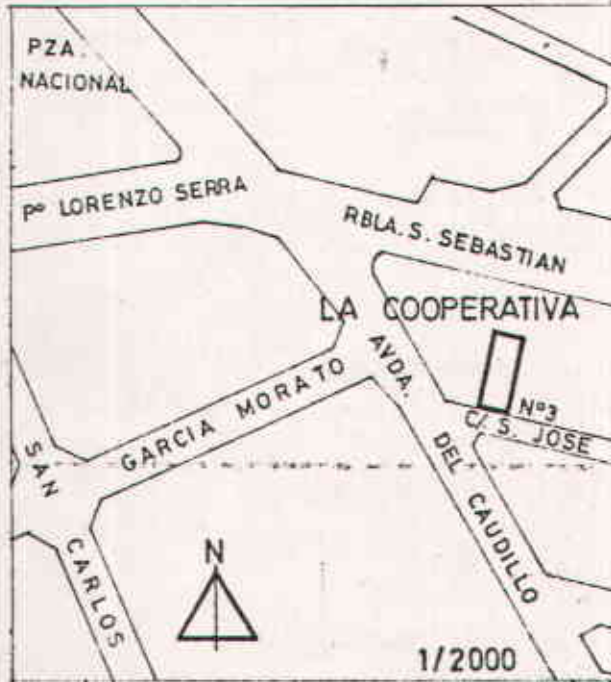 PZA.
NACIONAL
Pº LORENZO SERRA
RBLA. S. SEBASTIAN
LA COOPERATIVA
AVDA. DEL CAUDILLO
Nº3
C/ S. JOSE
GARCIA MORATO
SAN CARLOS
N
1/2000